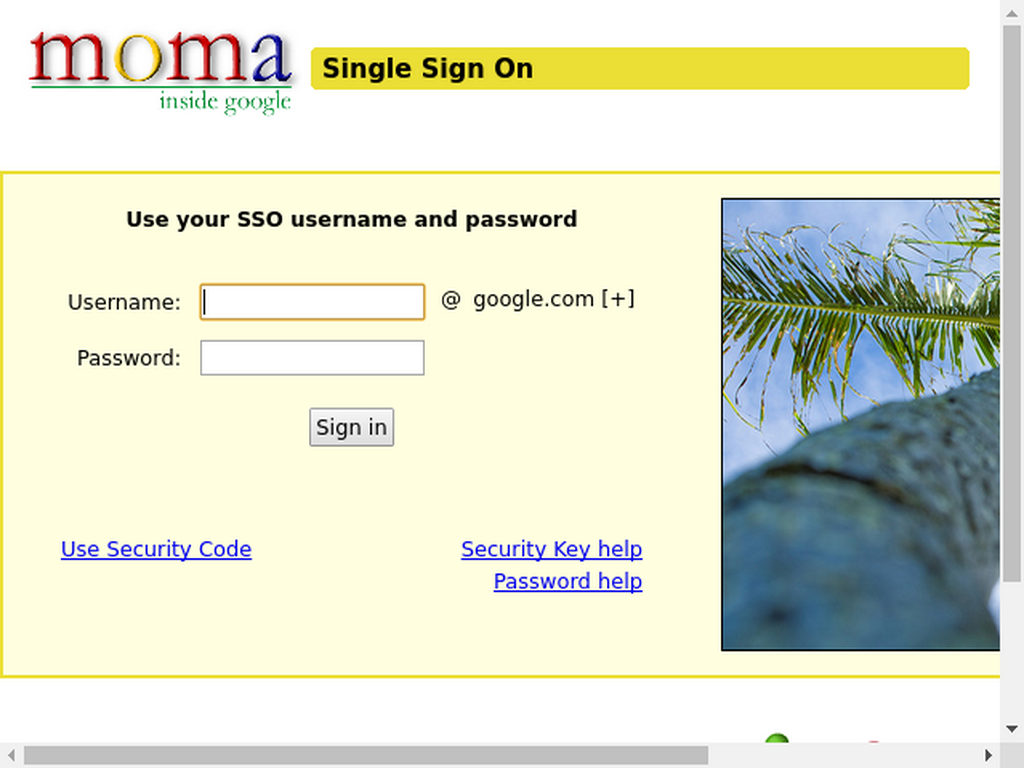 moma
inside google
Single Sign On
Use your SSO username and password
Username:
@ google.com [+]
Password:
Sign in
Use Security Code
Security Key help
Password help